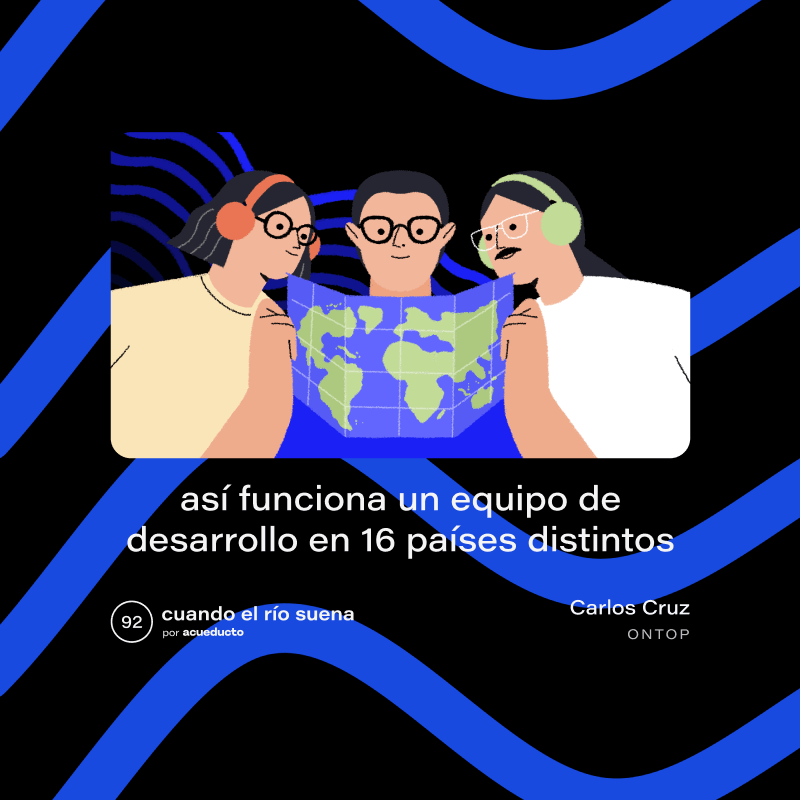 así funciona un equipo de
desarrollo en 16 países distintos
92
cuando el río suena
por acueducto
Carlos Cruz
ONTOP